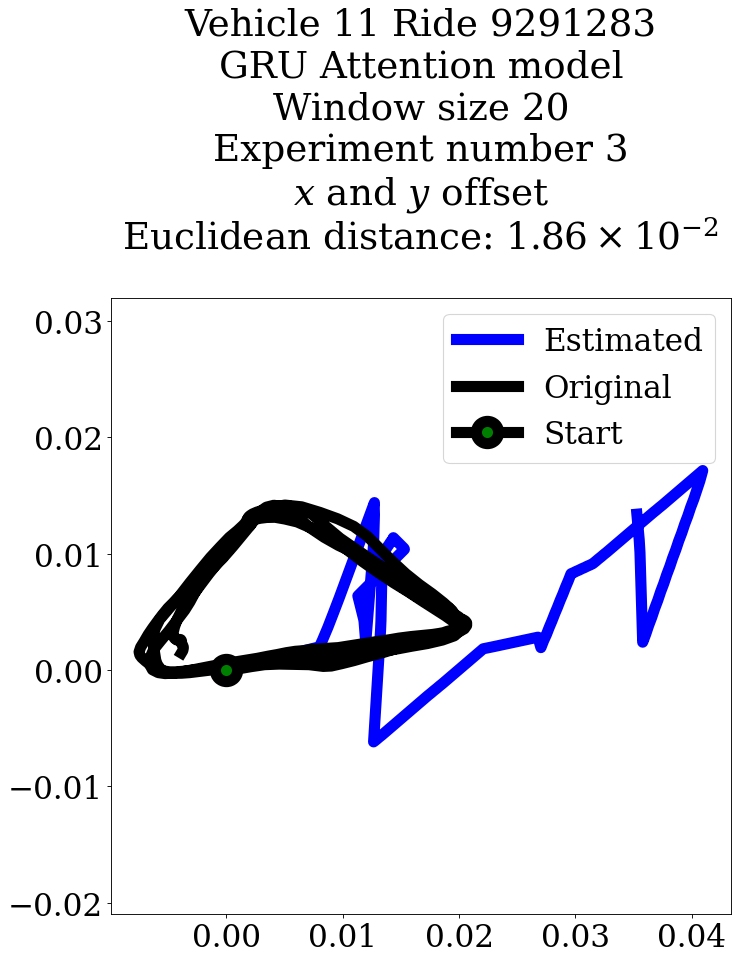 Vehicle 11 Ride 9291283
GRU Attention model
Window size 20
Experiment number 3
x and y offset
Euclidean distance: 1.86 × 10⁻²
Estimated
Original
Start
0.03
0.02
0.01
0.00
−0.01
−0.02
0.00 0.01 0.02 0.03 0.04